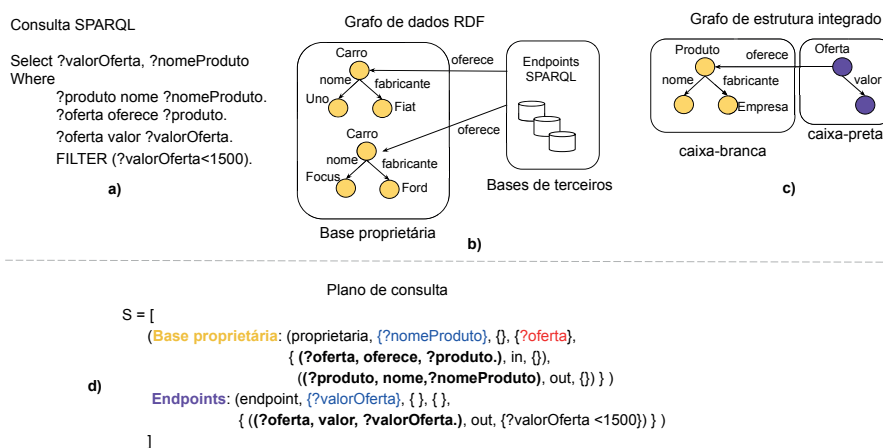 Consulta SPARQL
Select ?valorOferta, ?nomeProduto
Where
?produto nome ?nomeProduto.
?oferta oferece ?produto.
?oferta valor ?valorOferta.
FILTER (?valorOferta<1500).
a)
Grafo de dados RDF
Carro
nome
fabricante
Uno
Fiat
Carro
nome
fabricante
Focus
Ford
Base proprietária
oferece
oferece
Endpoints
SPARQL
Bases de terceiros
b)
Grafo de estrutura integrado
Produto
oferece
Oferta
nome
fabricante
valor
Empresa
caixa-branca
caixa-preta
c)
Plano de consulta
S = [
(Base proprietária: (proprietaria, {?nomeProduto}, {}, {?oferta},
{ (?oferta, oferece, ?produto.), in, {}),
((?produto, nome,?nomeProduto), out, {}) } )
d)
Endpoints: (endpoint, {?valorOferta}, { }, { },
{ ((?oferta, valor, ?valorOferta.), out, {?valorOferta <1500}) } )
]